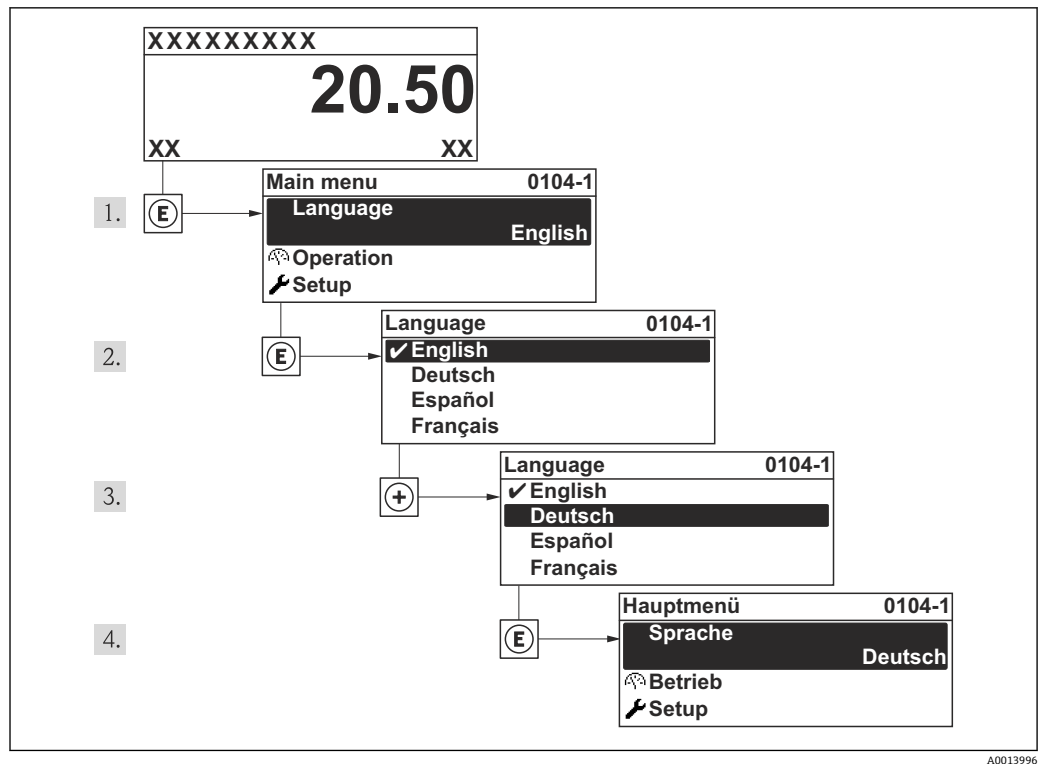 XXXXXXXXX
20.50
XX XX
1.
E
Main menu 0104-1
Language
English
Operation
Setup
2.
E
Language 0104-1
✔English
Deutsch
Español
Français
3.
+
Language 0104-1
✔English
Deutsch
Español
Français
4.
E
Hauptmenü 0104-1
Sprache
Deutsch
Betrieb
Setup
A0013996